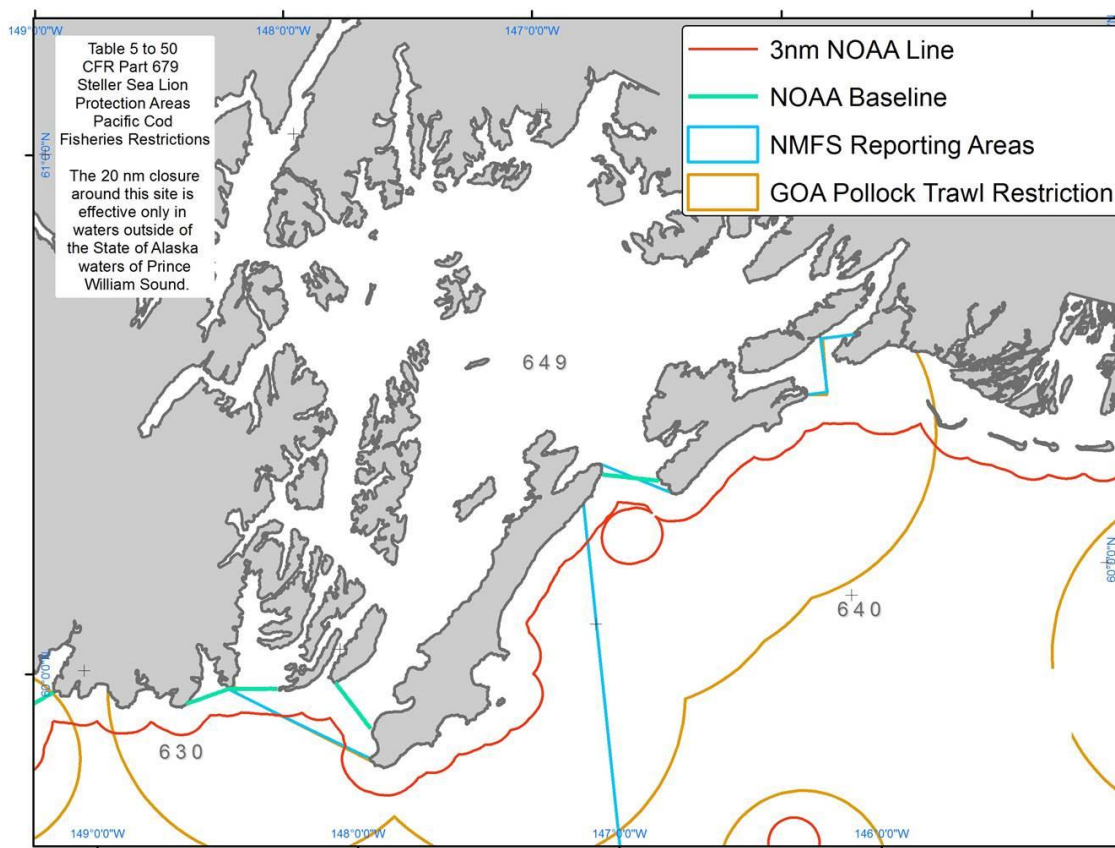 149°0'0"W
148°0'0"W
147°0'0"W
Table 5 to 50
CFR Part 679
Steller Sea Lion
Protection Areas
Pacific Cod
Fisheries Restrictions
The 20 nm closure
around this site is
effective only in
waters outside of
the State of Alaska
waters of Prince
William Sound.
3nm NOAA Line
NOAA Baseline
NMFS Reporting Areas
GOA Pollock Trawl Restriction
61°0'0"N
649
60°0'0"N
640
60°0'0"N
630
149°0'0"W
148°0'0"W
147°0'0"W
146°0'0"W